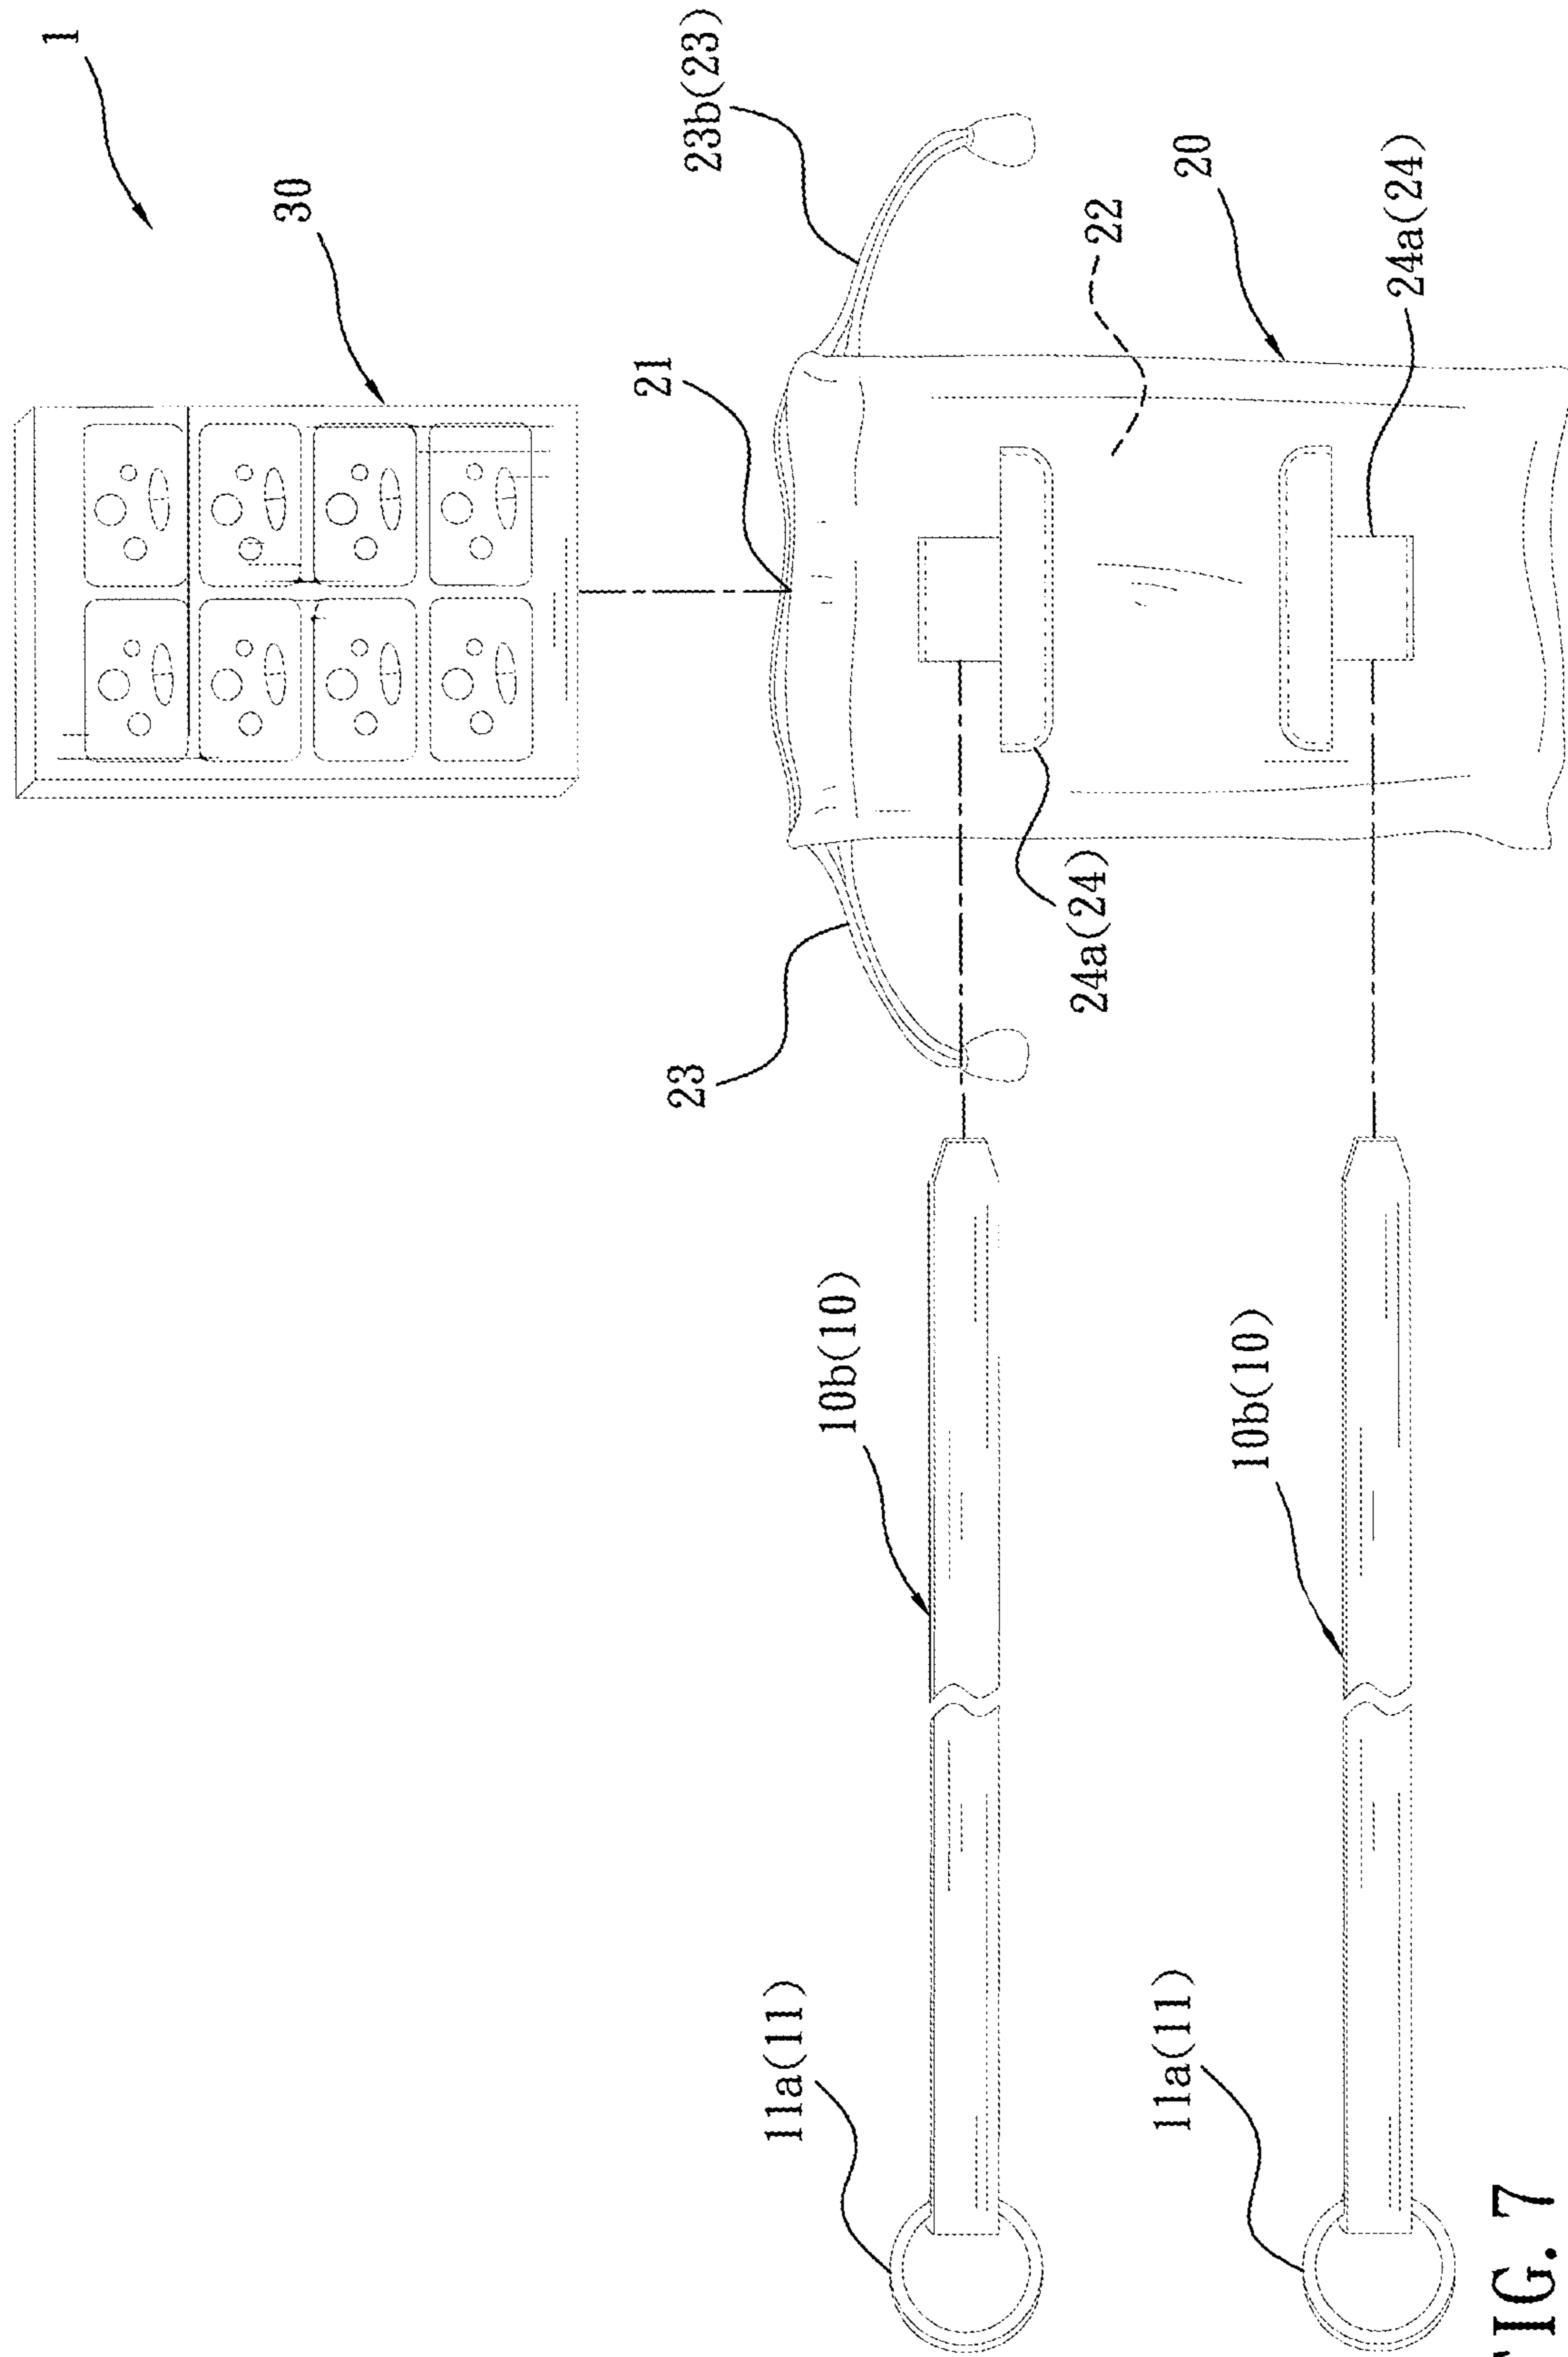 1
30
23
21
23b(23)
11a(11)
10b(10)
24a(24)
22
11a(11)
20
10b(10)
24a(24)
FIG. 7